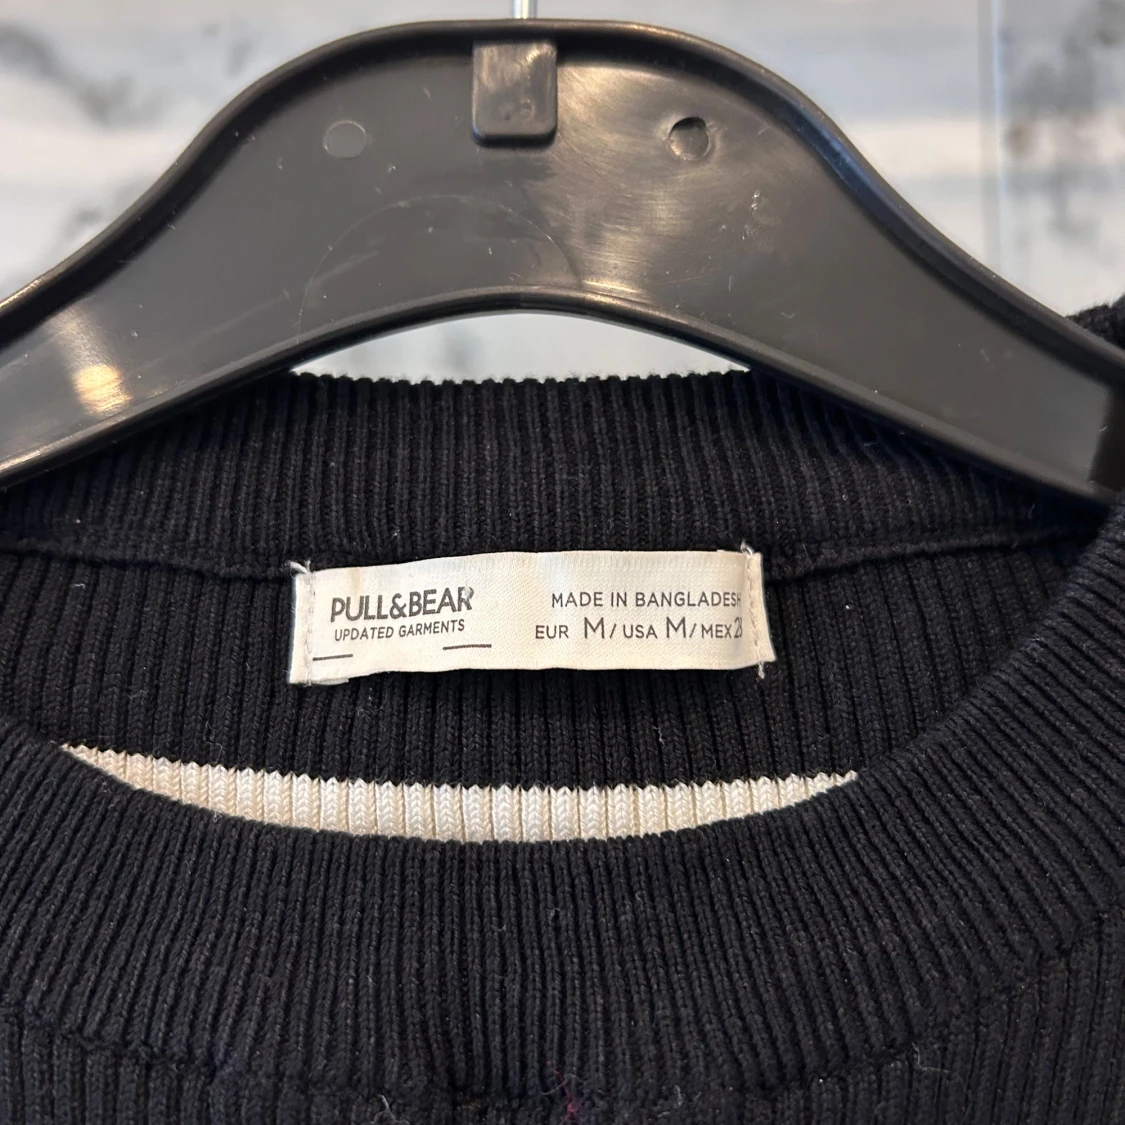 PULL&BEAR
UPDATED GARMENTS
MADE IN BANGLADESH
EUR M/USA M/MEX